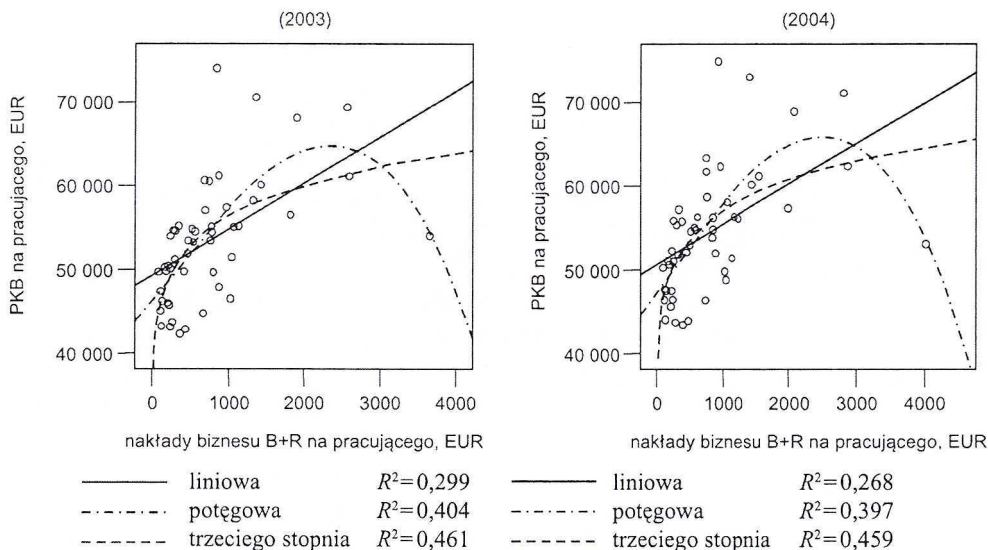 (2003)
PKB na pracujacego, EUR
70 000
60 000
50 000
40 000
0 1000 2000 3000 4000
nakłady biznesu B+R na pracującego, EUR
liniowa R²=0,299
potęgowa R²=0,404
trzeciego stopnia R²=0,461
(2004)
PKB na pracujacego, EUR
70 000
60 000
50 000
40 000
0 1000 2000 3000 4000
nakłady biznesu B+R na pracującego, EUR
liniowa R²=0,268
potęgowa R²=0,397
trzeciego stopnia R²=0,459